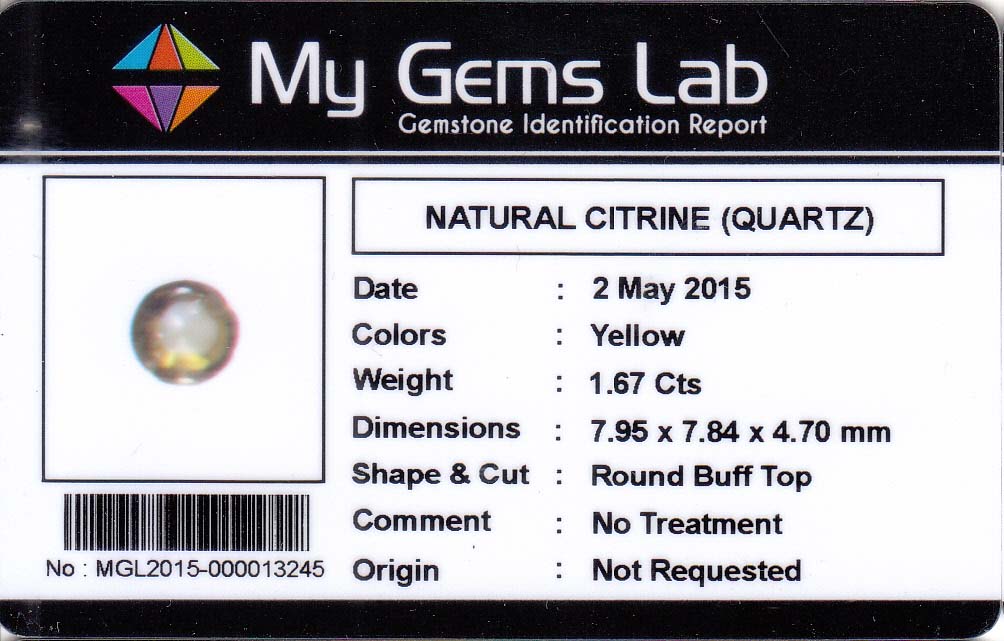 My Gems Lab
Gemstone Identification Report
NATURAL CITRINE (QUARTZ)
Date : 2 May 2015
Colors : Yellow
Weight : 1.67 Cts
Dimensions : 7.95 x 7.84 x 4.70 mm
Shape & Cut : Round Buff Top
Comment : No Treatment
Origin : Not Requested
No : MGL2015-000013245